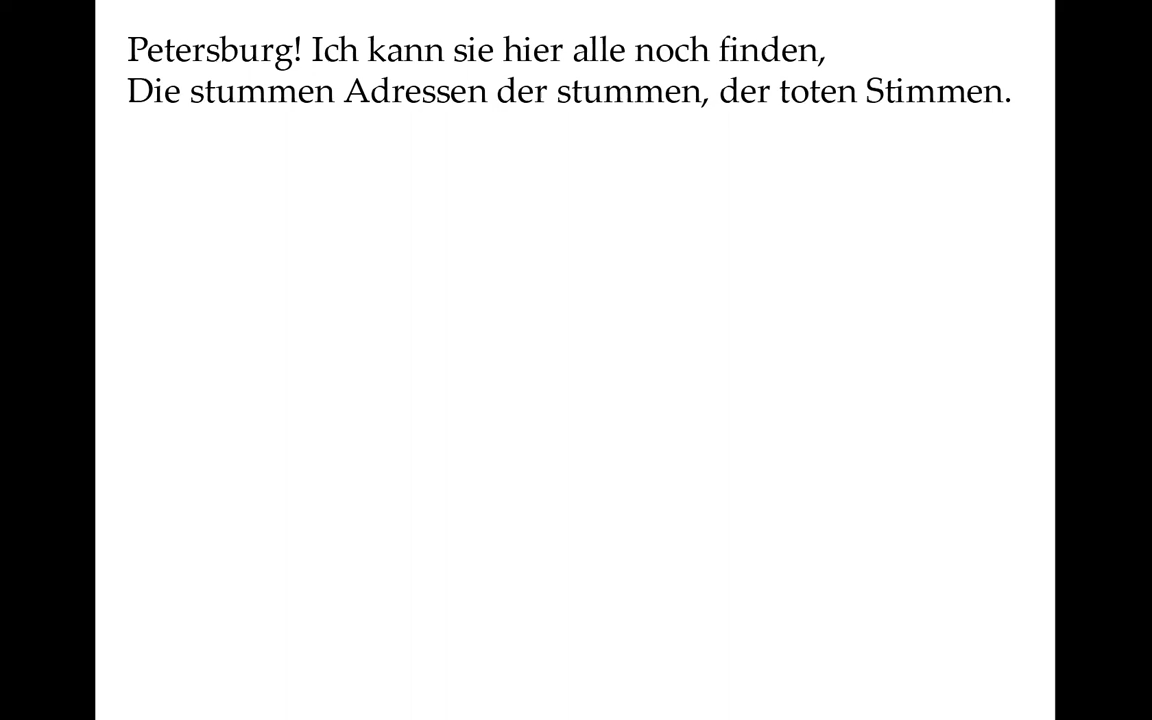 Petersburg! Ich kann sie hier alle noch finden,
Die stummen Adressen der stummen, der toten Stimmen.